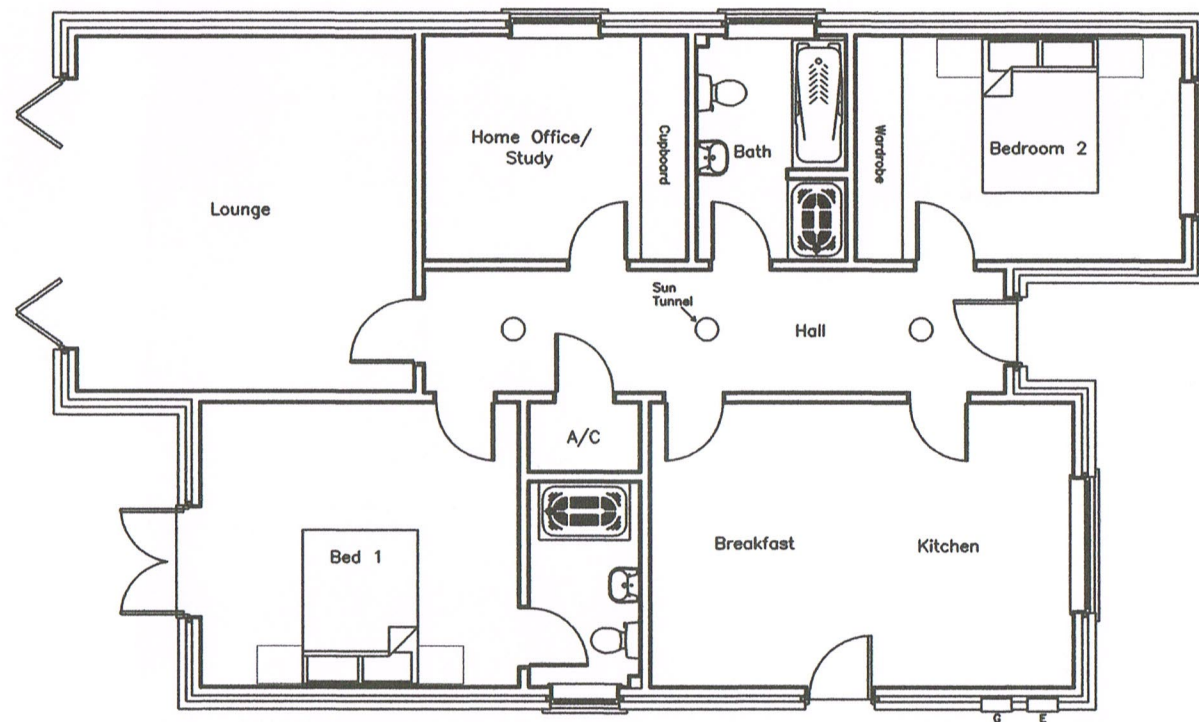 Home Office/
Study
Cupboard
Bath
Wardrobe
Bedroom 2
Lounge
Sun
Tunnel
Hall
A/C
Bed 1
Breakfast
Kitchen
G
E